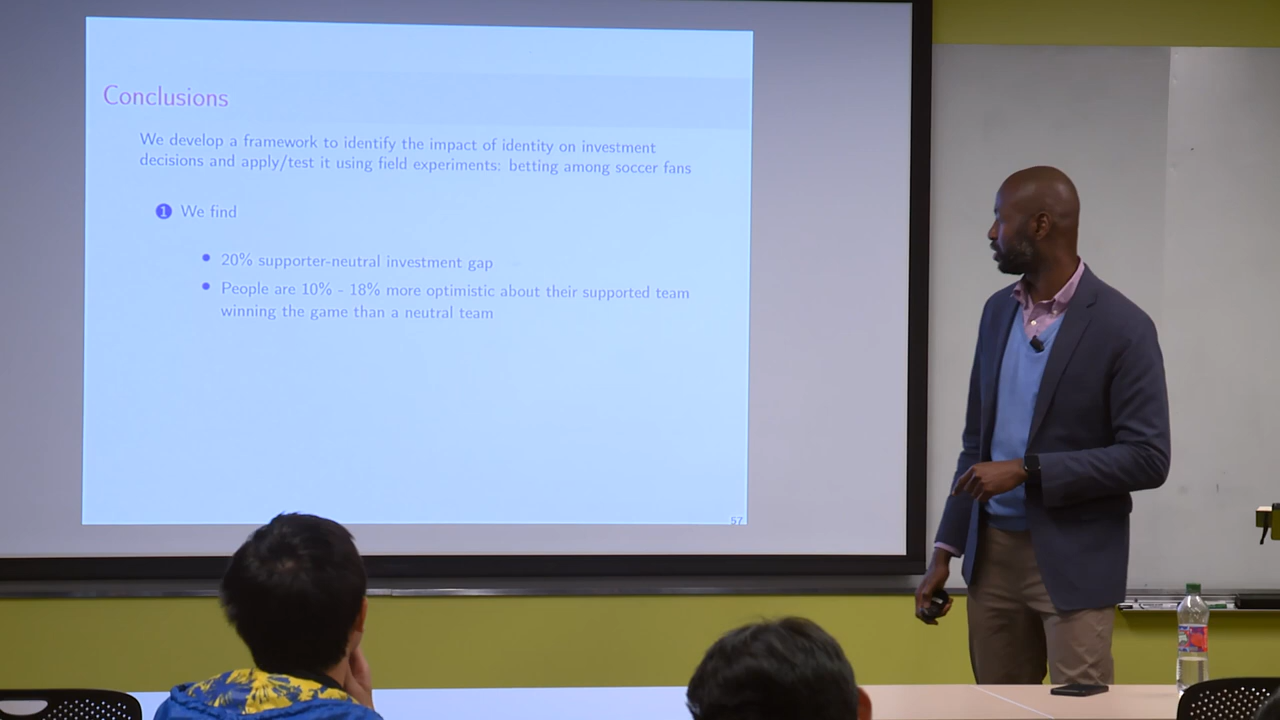 Conclusions
We develop a framework to identify the impact of identity on investment
decisions and apply/test it using field experiments: betting among soccer fans
1 We find
20% supporter-neutral investment gap
People are 10% - 18% more optimistic about their supported team
winning the game than a neutral team
57